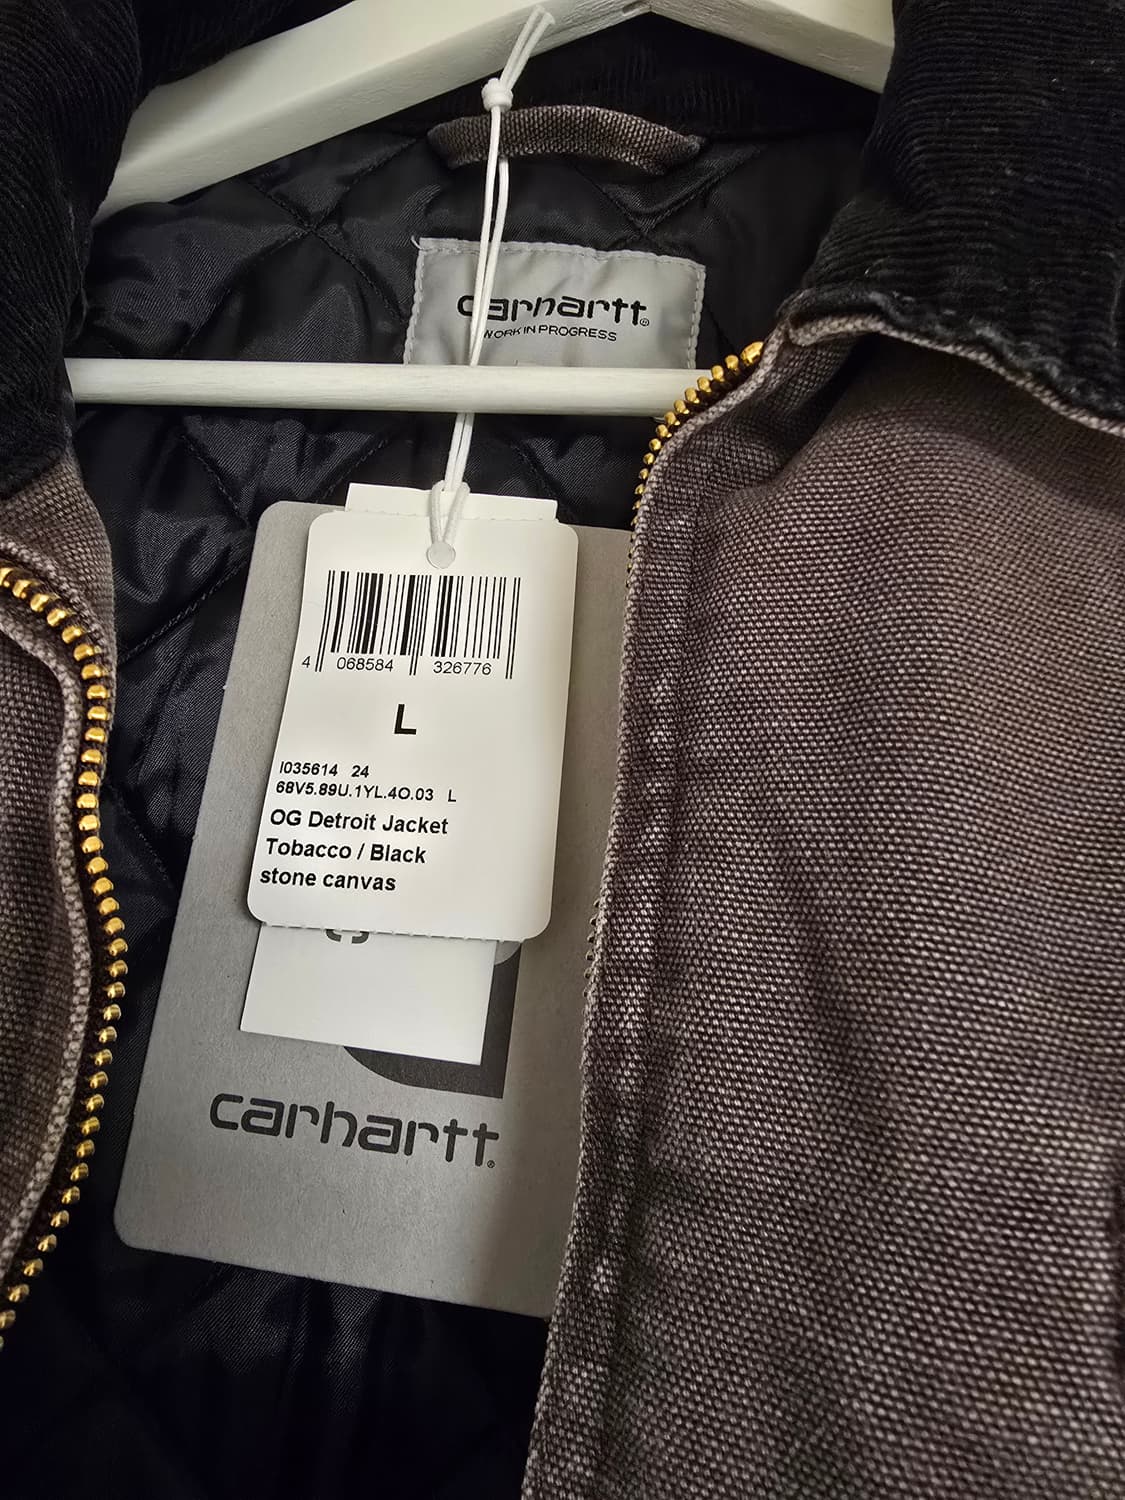 carhartt®
WORK IN PROGRESS
4 068584 326776
L
I035614 24
68V5.89U.1YL.4O.03 L
OG Detroit Jacket
Tobacco / Black
stone canvas
carhartt®